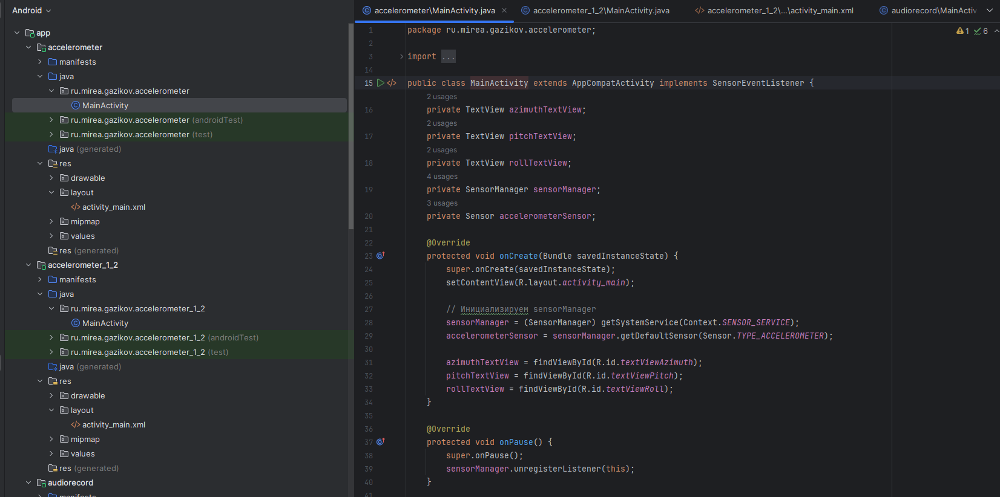 Android
app
accelerometer
manifests
java
ru.mirea.gazikov.accelerometer
MainActivity
ru.mirea.gazikov.accelerometer (androidTest)
ru.mirea.gazikov.accelerometer (test)
java (generated)
res
drawable
layout
activity_main.xml
mipmap
values
res (generated)
accelerometer_1_2
manifests
java
ru.mirea.gazikov.accelerometer_1_2
MainActivity
ru.mirea.gazikov.accelerometer_1_2 (androidTest)
ru.mirea.gazikov.accelerometer_1_2 (test)
java (generated)
res
drawable
layout
activity_main.xml
mipmap
values
res (generated)
audiorecord
manifests
accelerometer\MainActivity.java
accelerometer_1_2\MainActivity.java
accelerometer_1_2\...\activity_main.xml
audiorecord\MainActiv
1 6
1 package ru.mirea.gazikov.accelerometer;
2
3 import ...
14
15 public class MainActivity extends AppCompatActivity implements SensorEventListener {
2 usages
16 private TextView azimuthTextView;
2 usages
17 private TextView pitchTextView;
2 usages
18 private TextView rollTextView;
4 usages
19 private SensorManager sensorManager;
3 usages
20 private Sensor accelerometerSensor;
21
22 @Override
23 protected void onCreate(Bundle savedInstanceState) {
24 super.onCreate(savedInstanceState);
25 setContentView(R.layout.activity_main);
26
27 // Инициализируем sensorManager
28 sensorManager = (SensorManager) getSystemService(Context.SENSOR_SERVICE);
29 accelerometerSensor = sensorManager.getDefaultSensor(Sensor.TYPE_ACCELEROMETER);
30
31 azimuthTextView = findViewById(R.id.textViewAzimuth);
32 pitchTextView = findViewById(R.id.textViewPitch);
33 rollTextView = findViewById(R.id.textViewRoll);
34 }
35
36 @Override
37 protected void onPause() {
38 super.onPause();
39 sensorManager.unregisterListener(this);
40 }
41